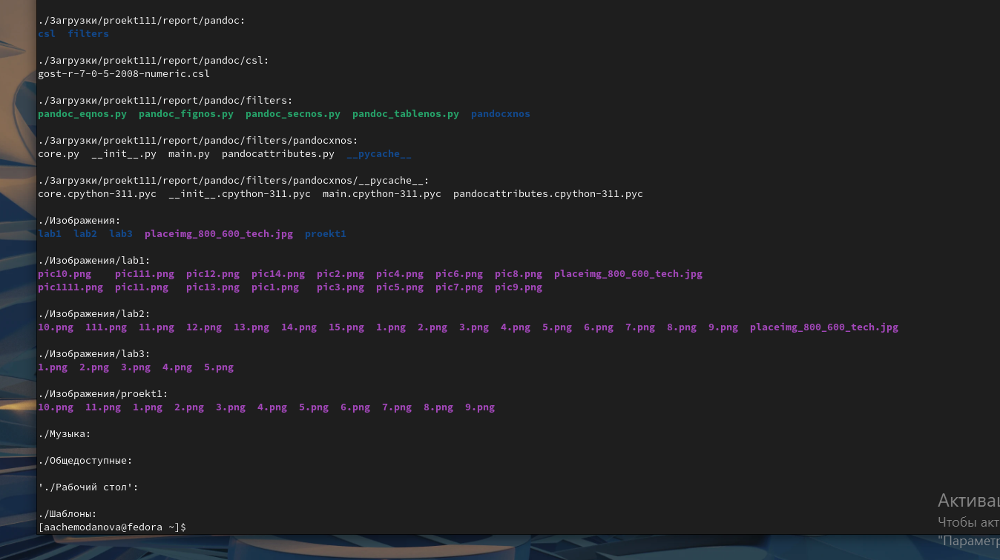 ./Загрузки/proekt111/report/pandoc:
csl  filters
./Загрузки/proekt111/report/pandoc/csl:
gost-r-7-0-5-2008-numeric.csl
./Загрузки/proekt111/report/pandoc/filters:
pandoc_eqnos.py  pandoc_fignos.py  pandoc_secnos.py  pandoc_tablenos.py  pandocxnos
./Загрузки/proekt111/report/pandoc/filters/pandocxnos:
core.py  __init__.py  main.py  pandocattributes.py  __pycache__
./Загрузки/proekt111/report/pandoc/filters/pandocxnos/__pycache__:
core.cpython-311.pyc  __init__.cpython-311.pyc  main.cpython-311.pyc  pandocattributes.cpython-311.pyc
./Изображения:
lab1  lab2  lab3  placeimg_800_600_tech.jpg  proekt1
./Изображения/lab1:
pic10.png    pic111.png  pic12.png  pic14.png  pic2.png  pic4.png  pic6.png  pic8.png  placeimg_800_600_tech.jpg
pic1111.png  pic11.png   pic13.png  pic1.png   pic3.png  pic5.png  pic7.png  pic9.png
./Изображения/lab2:
10.png  111.png  11.png  12.png  13.png  14.png  15.png  1.png  2.png  3.png  4.png  5.png  6.png  7.png  8.png  9.png  placeimg_800_600_tech.jpg
./Изображения/lab3:
1.png  2.png  3.png  4.png  5.png
./Изображения/proekt1:
10.png  11.png  1.png  2.png  3.png  4.png  5.png  6.png  7.png  8.png  9.png
./Музыка:
./Общедоступные:
'./Рабочий стол':
./Шаблоны:
[aachemodanova@fedora ~]$
Актива
Чтобы акт
"Параметр